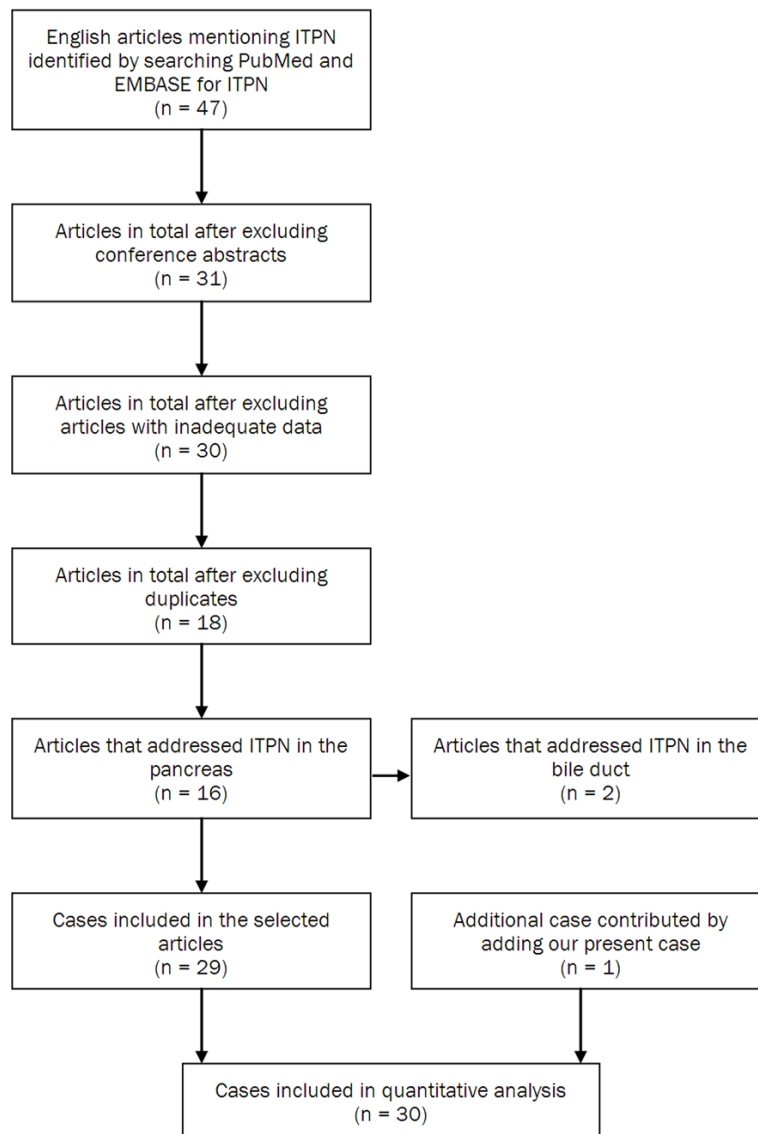 English articles mentioning ITPN
identified by searching PubMed and
EMBASE for ITPN
(n = 47)
Articles in total after excluding
conference abstracts
(n = 31)
Articles in total after excluding
articles with inadequate data
(n = 30)
Articles in total after excluding
duplicates
(n = 18)
Articles that addressed ITPN in the
pancreas
(n = 16)
Articles that addressed ITPN in the
bile duct
(n = 2)
Cases included in the selected
articles
(n = 29)
Additional case contributed by
adding our present case
(n = 1)
Cases included in quantitative analysis
(n = 30)